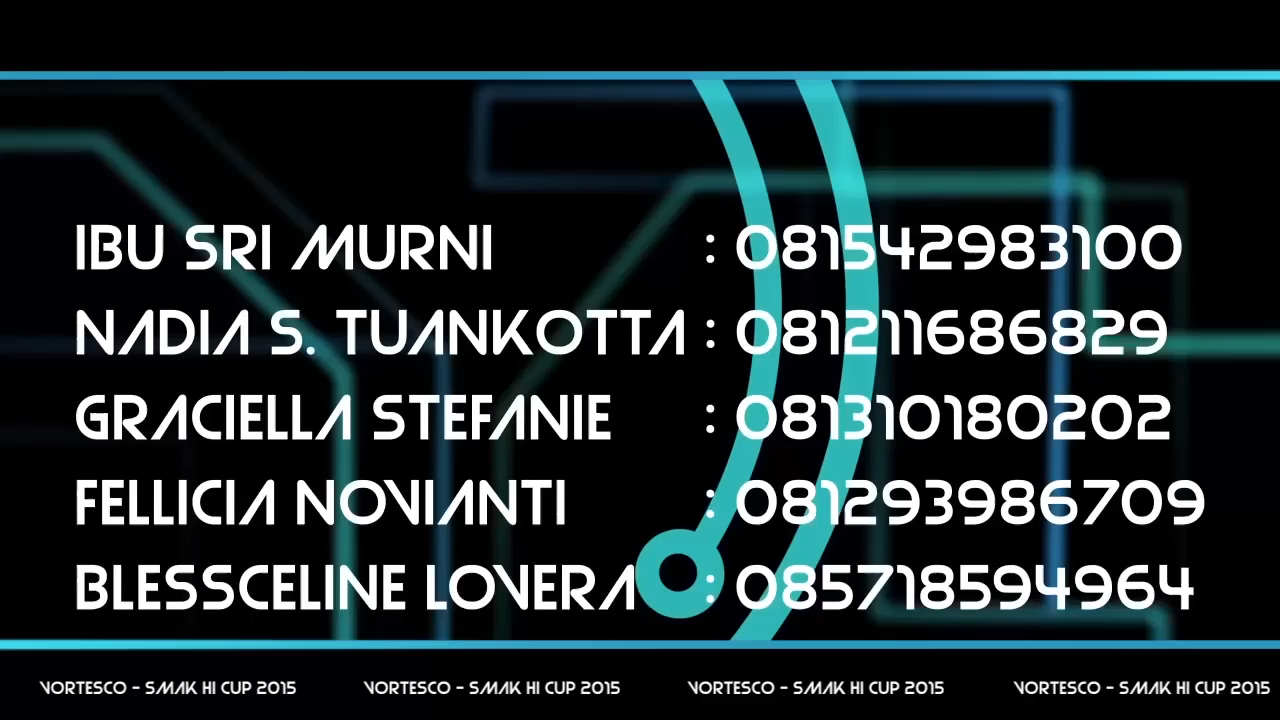 IBU SRI MURNI : 081542983100
NADIA S. TUANKOTTA : 081211686829
GRACIELLA STEFANIE : 081310180202
FELLICIA NOVIANTI : 081293986709
BLESSCELINE LOVERA : 085718594964
VORTESCO - SMAK HI CUP 2015 VORTESCO - SMAK HI CUP 2015 VORTESCO - SMAK HI CUP 2015 VORTESCO - SMAK HI CUP 2015